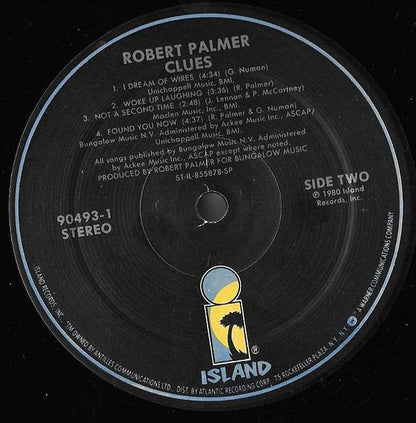 ROBERT PALMER
CLUES
1. I DREAM OF WIRES (4:34) (G. Numan)
Unichappell Music, BMI.
2. WOKE UP LAUGHING (3:36) (R. Palmer)
3. NOT A SECOND TIME (2:48) (J. Lennon & P. McCartney)
Maclen Music, Inc., BMI.
4. FOUND YOU NOW (4:37) (R. Palmer & G. Numan)
Bungalow Music N.V. Administered by Ackee Music Inc., ASCAP/
Unichappell Music, BMI.
All songs published by Bungalow Music N.V. Administered
by Ackee Music Inc., ASCAP except where noted.
PRODUCED BY ROBERT PALMER FOR BUNGALOW MUSIC
ST-IL-855878-SP
90493-1
STEREO
SIDE TWO
℗ 1980 Island
Records, Inc.
i
ISLAND®
ISLAND RECORDS, INC. *TM OWNED BY ANTILLES COMMUNICATIONS LTD., DIST. BY ATLANTIC RECORDING CORP., 75 ROCKEFELLER PLAZA, N.Y., N.Y. A WARNER COMMUNICATIONS COMPANY